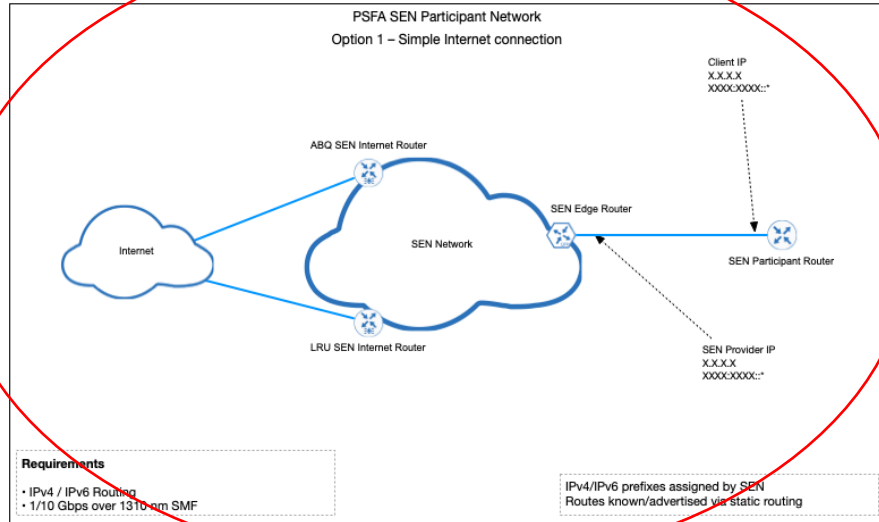 PSFA SEN Participant Network
Option 1 – Simple Internet connection
Client IP
X.X.X.X
XXXX:XXXX::*
ABQ SEN Internet Router
SEN Edge Router
Internet
SEN Network
SEN Participant Router
LRU SEN Internet Router
SEN Provider IP
X.X.X.X
XXXX:XXXX::*
Requirements
• IPv4 / IPv6 Routing
• 1/10 Gbps over 1310 nm SMF
IPv4/IPv6 prefixes assigned by SEN
Routes known/advertised via static routing